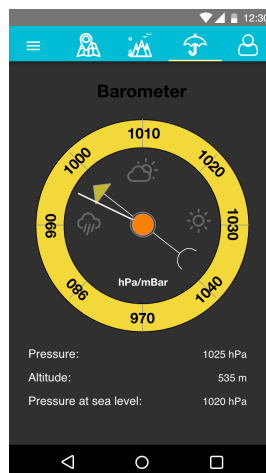 12:30
Barometer
1010
1000
1020
990
1030
980
1040
970
hPa/mBar
Pressure: 1025 hPa
Altitude: 535 m
Pressure at sea level: 1020 hPa